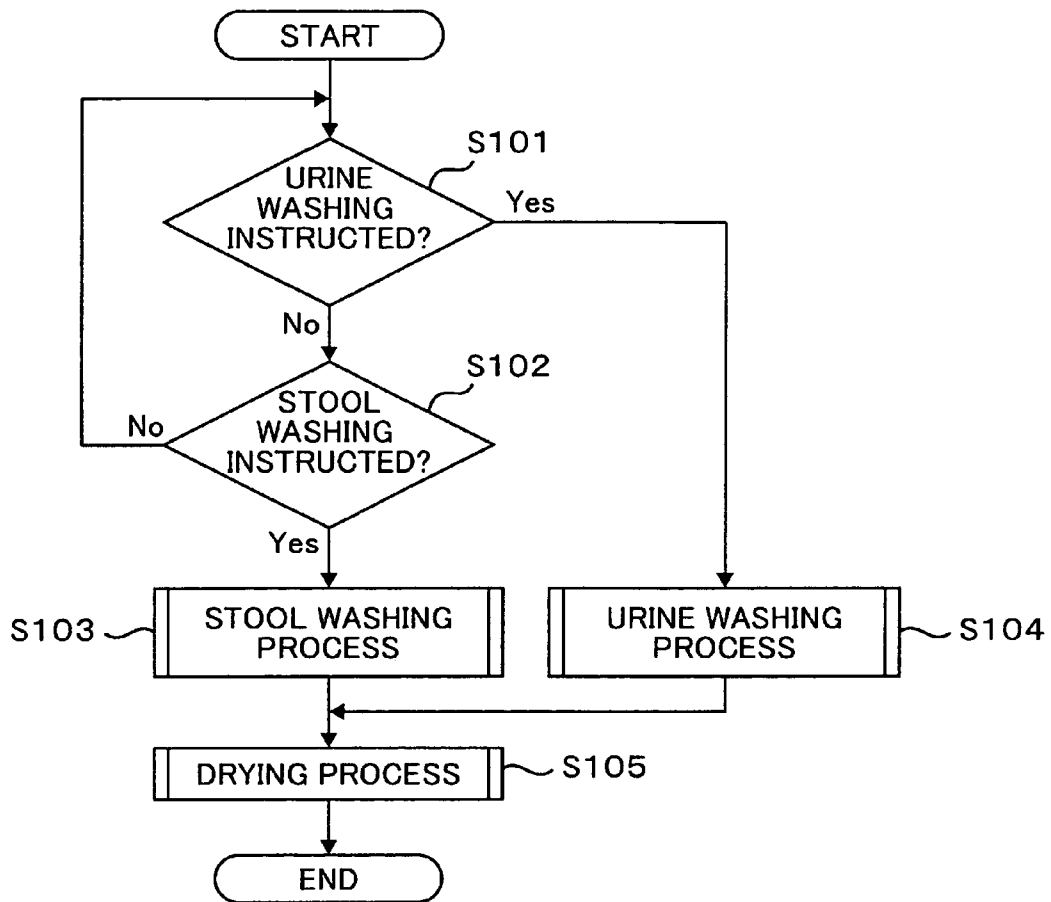 START
S101
URINE
WASHING
INSTRUCTED?
Yes
No
S102
STOOL
WASHING
INSTRUCTED?
No
Yes
S103
STOOL WASHING
PROCESS
URINE WASHING
PROCESS
S104
DRYING PROCESS
S105
END